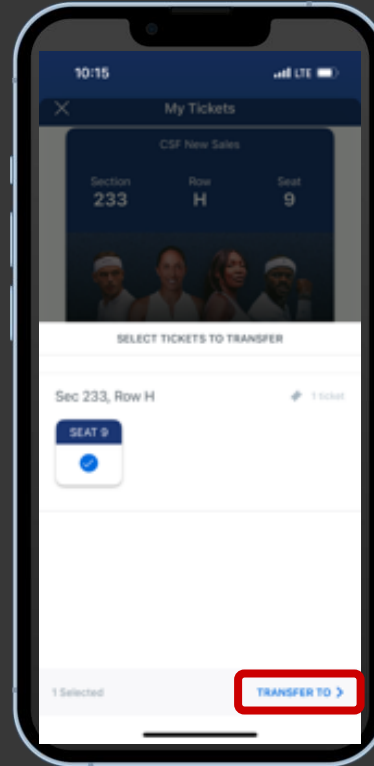 10:15
LTE
My Tickets
CSF New Sales
Section Row Seat
233 H 9
SELECT TICKETS TO TRANSFER
Sec 233, Row H 1 ticket
SEAT 9
1 Selected TRANSFER TO